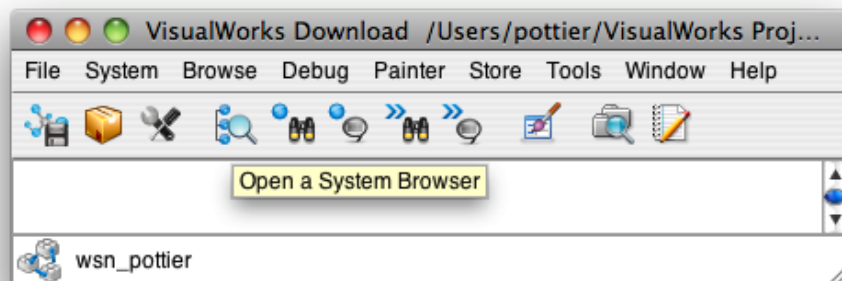 VisualWorks Download /Users/pottier/VisualWorks Proj...
File System Browse Debug Painter Store Tools Window Help
Open a System Browser
wsn_pottier